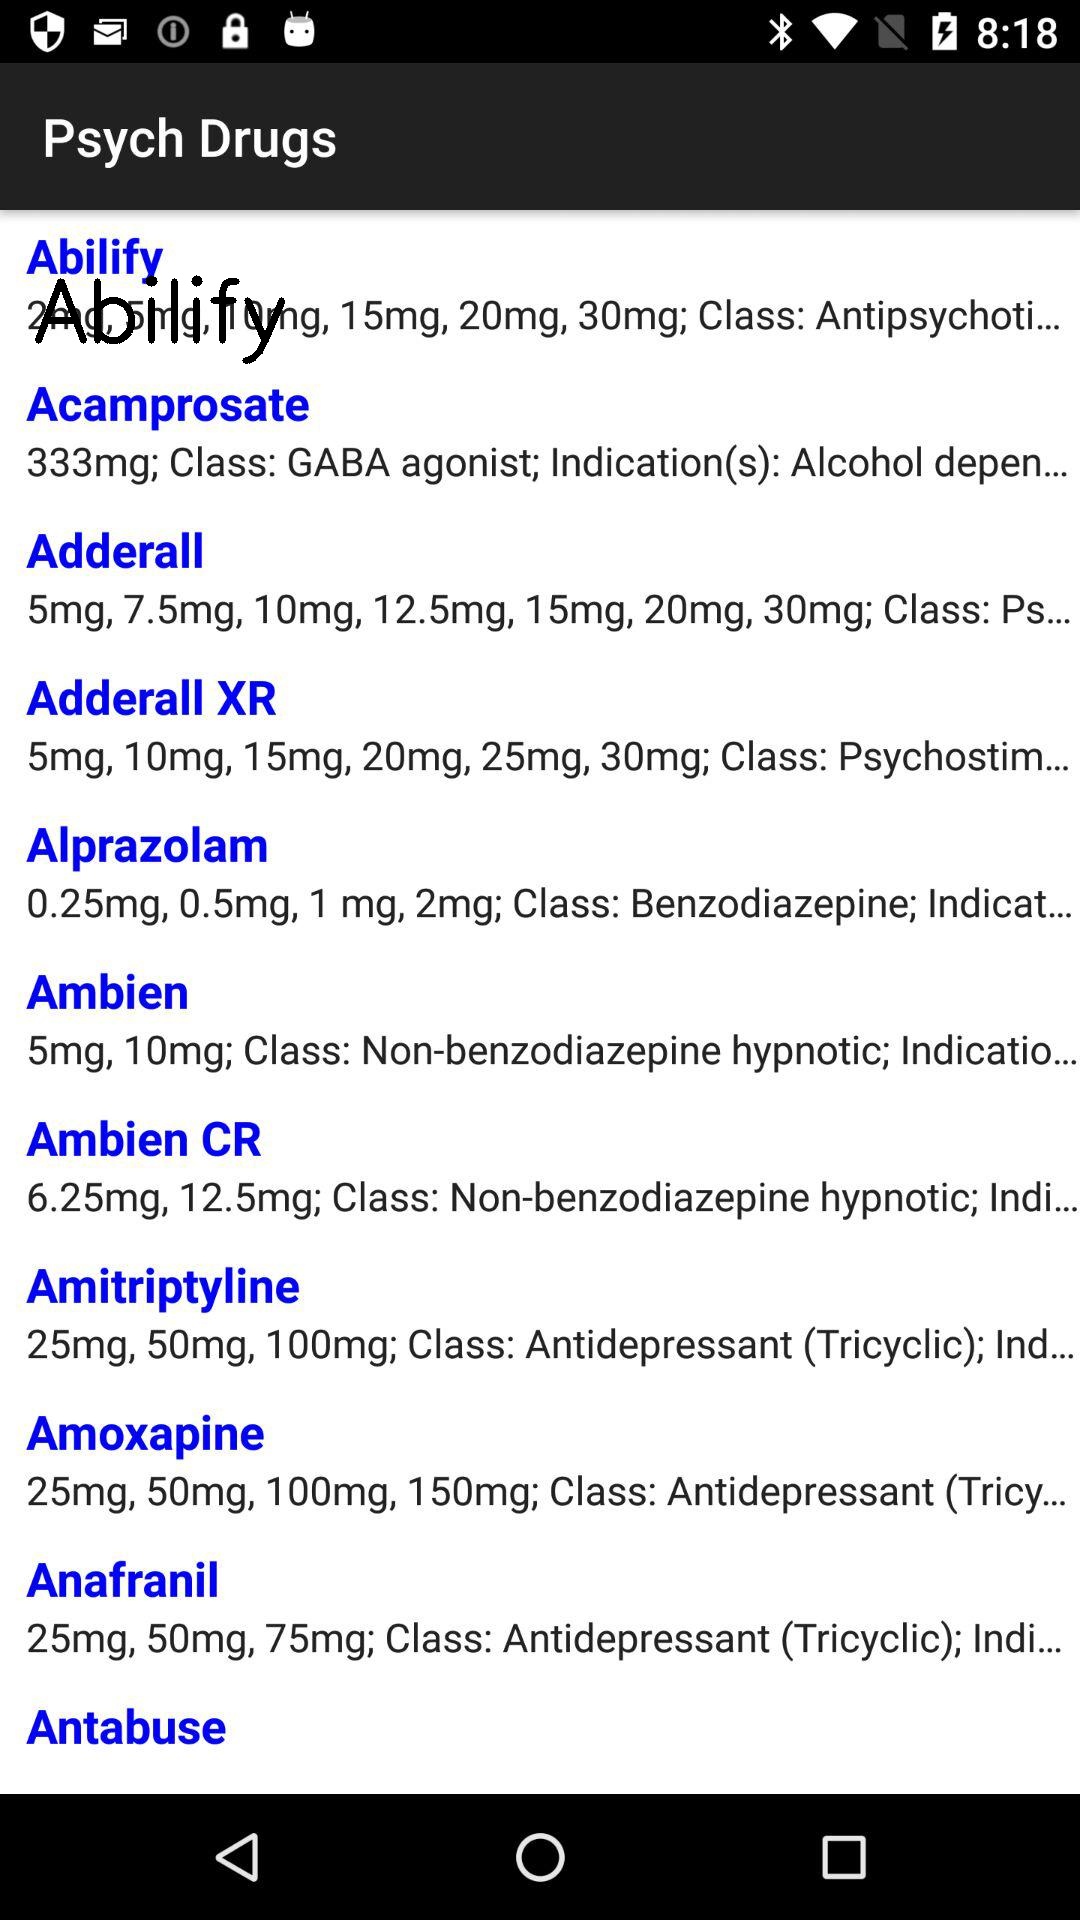 8:18
Psych Drugs
Abilify
Abilify
2mg, 5mg, 10mg, 15mg, 20mg, 30mg; Class: Antipsychoti...
Acamprosate
333mg; Class: GABA agonist; Indication(s): Alcohol depen...
Adderall
5mg, 7.5mg, 10mg, 12.5mg, 15mg, 20mg, 30mg; Class: Ps...
Adderall XR
5mg, 10mg, 15mg, 20mg, 25mg, 30mg; Class: Psychostim...
Alprazolam
0.25mg, 0.5mg, 1 mg, 2mg; Class: Benzodiazepine; Indicat...
Ambien
5mg, 10mg; Class: Non-benzodiazepine hypnotic; Indicatio...
Ambien CR
6.25mg, 12.5mg; Class: Non-benzodiazepine hypnotic; Indi...
Amitriptyline
25mg, 50mg, 100mg; Class: Antidepressant (Tricyclic); Ind...
Amoxapine
25mg, 50mg, 100mg, 150mg; Class: Antidepressant (Tricy...
Anafranil
25mg, 50mg, 75mg; Class: Antidepressant (Tricyclic); Indi...
Antabuse